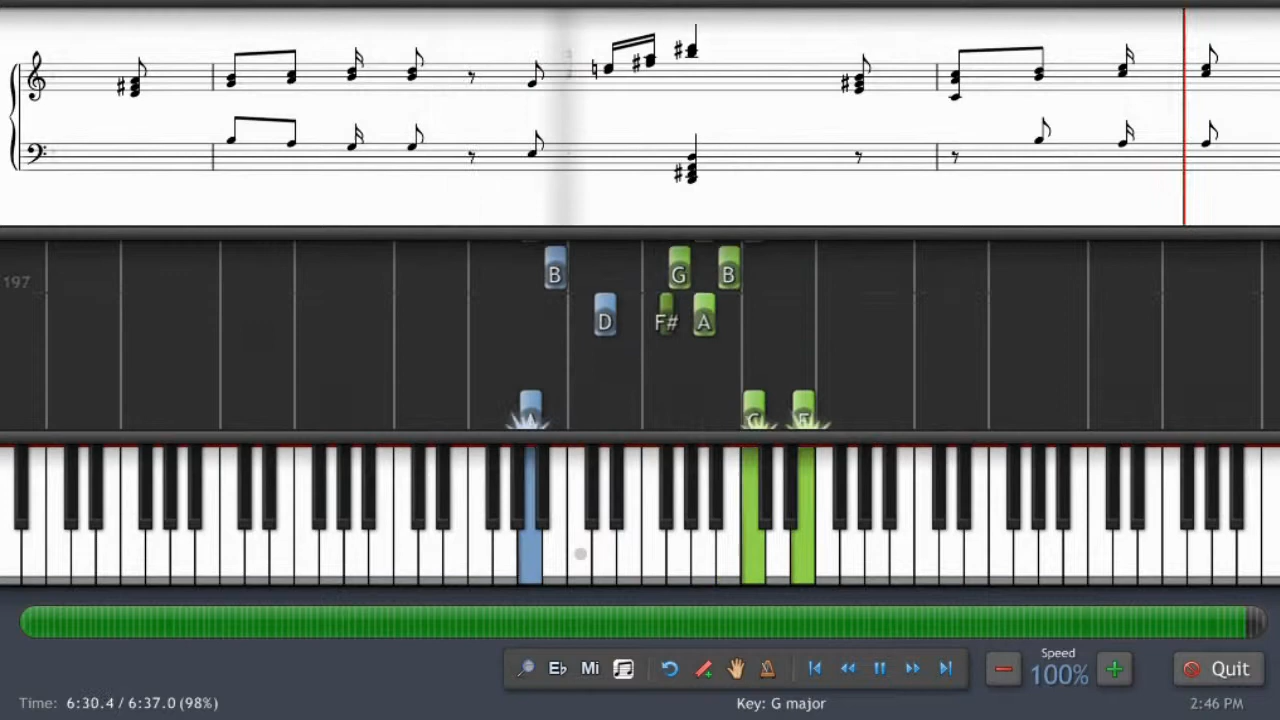 B G B
197
D F# A
A C E
Speed
Eb Mi 100% Quit
Time: 6:30.4 / 6:37.0 (98%) Key: G major 2:46 PM